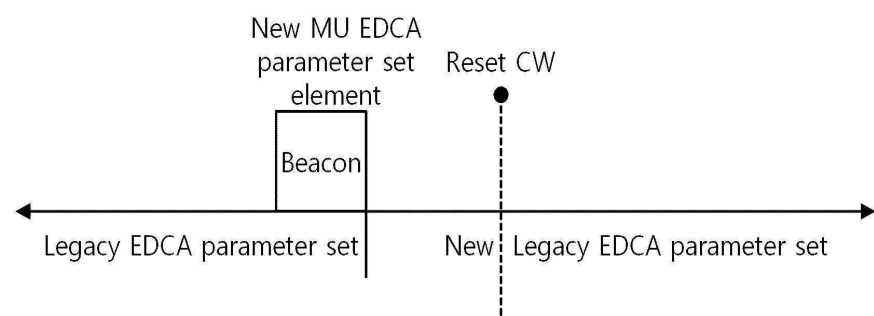 New MU EDCA
parameter set
element
Reset CW
Beacon
Legacy EDCA parameter set
New Legacy EDCA parameter set